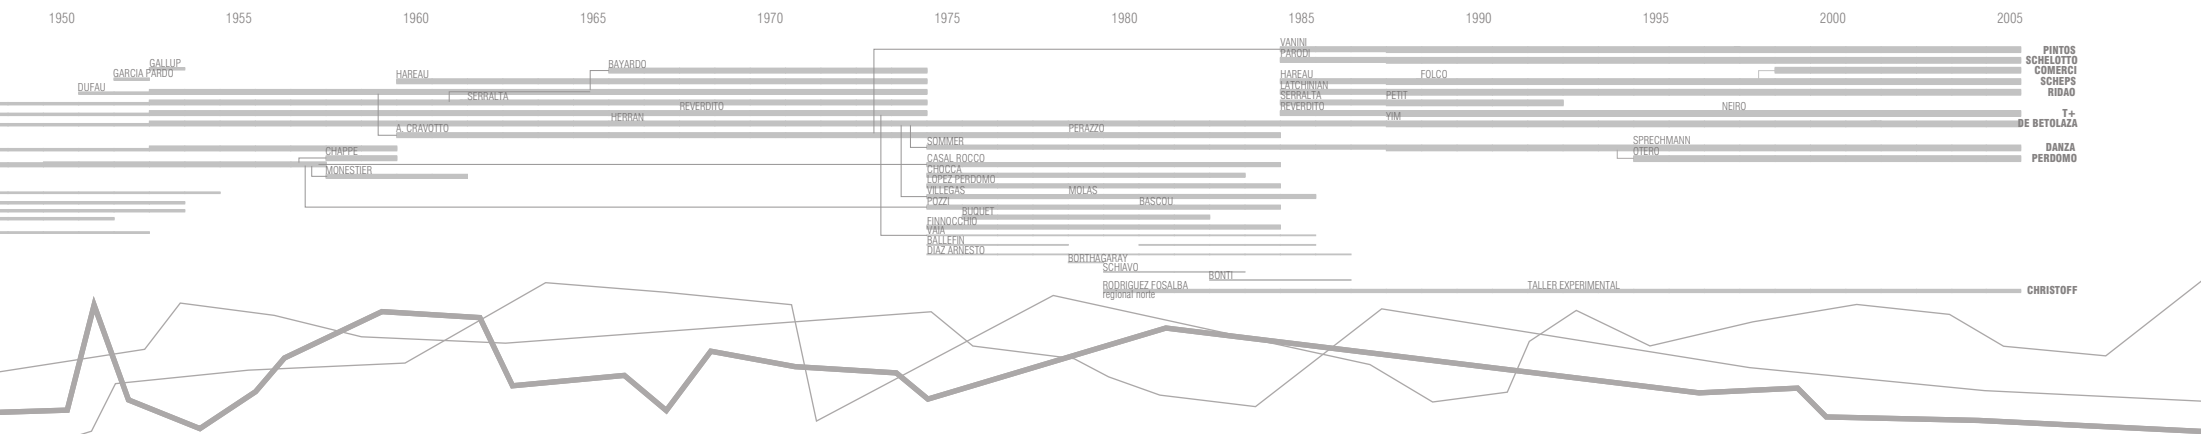 1950 1955 1960 1965 1970 1975 1980 1985 1990 1995 2000 2005
VANINI
PINTOS
PARODI
SCHELOTTO
GALLUP
BAYARDO
COMERCI
GARCIA PARDO
HAREAU
HAREAU
FOLCO
SCHEPS
DUFAU
LATCHINIAN
RIDAO
SERRALTA
SERRALTA
PETIT
REVERDITO
REVERDITO
NEIRO
T+
HERRAN
YIM
DE BETOLAZA
A. CRAVOTTO
PERAZZO
SOMMER
SPRECHMANN
DANZA
CHAPPE
OTERO
PERDOMO
CASAL ROCCO
MONESTIER
CHOCCA
LOPEZ PERDOMO
VILLEGAS
MOLAS
POZZI
BASCOU
BUQUET
FINNOCCHIO
VAIA
BALLEFIN
DIAZ ARNESTO
BORTHAGARAY
SCHIAVO
BONTI
RODRIGUEZ FOSALBA
TALLER EXPERIMENTAL
CHRISTOFF
regional norte